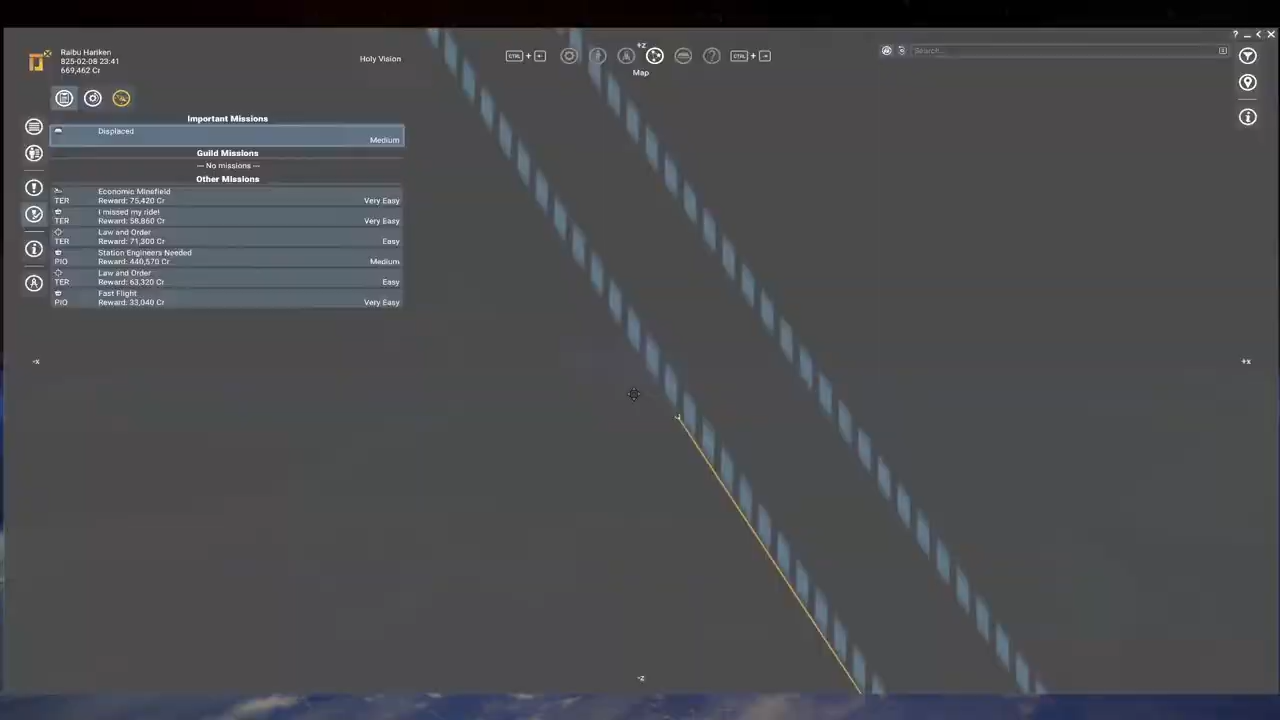 Raibu Hariken
825-02-08 23:41
669,462 Cr
Holy Vision
CTRL +
+z
CTRL +
Map
Search...
Important Missions
Displaced
Medium
Guild Missions
--- No missions ---
Other Missions
Economic Minefield
TER Reward: 75,420 Cr Very Easy
I missed my ride!
TER Reward: 58,860 Cr Very Easy
Law and Order
TER Reward: 71,300 Cr Easy
Station Engineers Needed
PIO Reward: 440,570 Cr Medium
Law and Order
TER Reward: 63,320 Cr Easy
Fast Flight
PIO Reward: 33,040 Cr Very Easy
-x
+x
-z